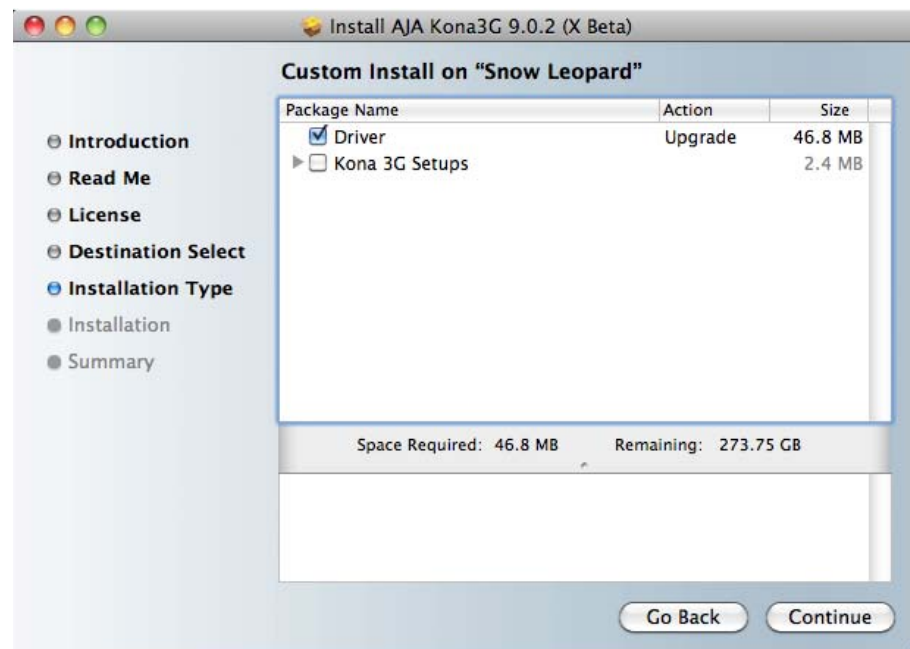 Install AJA Kona3G 9.0.2 (X Beta)
Custom Install on “Snow Leopard”
Introduction
Read Me
License
Destination Select
Installation Type
Installation
Summary
Package Name Action Size
Driver Upgrade 46.8 MB
Kona 3G Setups 2.4 MB
Space Required: 46.8 MB Remaining: 273.75 GB
Go Back Continue